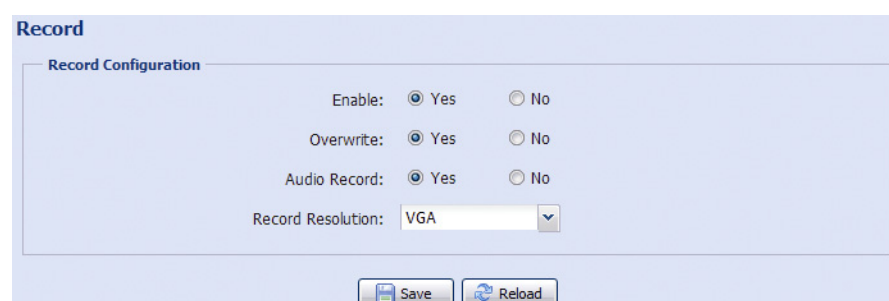 Record
Record Configuration
Enable: Yes No
Overwrite: Yes No
Audio Record: Yes No
Record Resolution: VGA
Save Reload